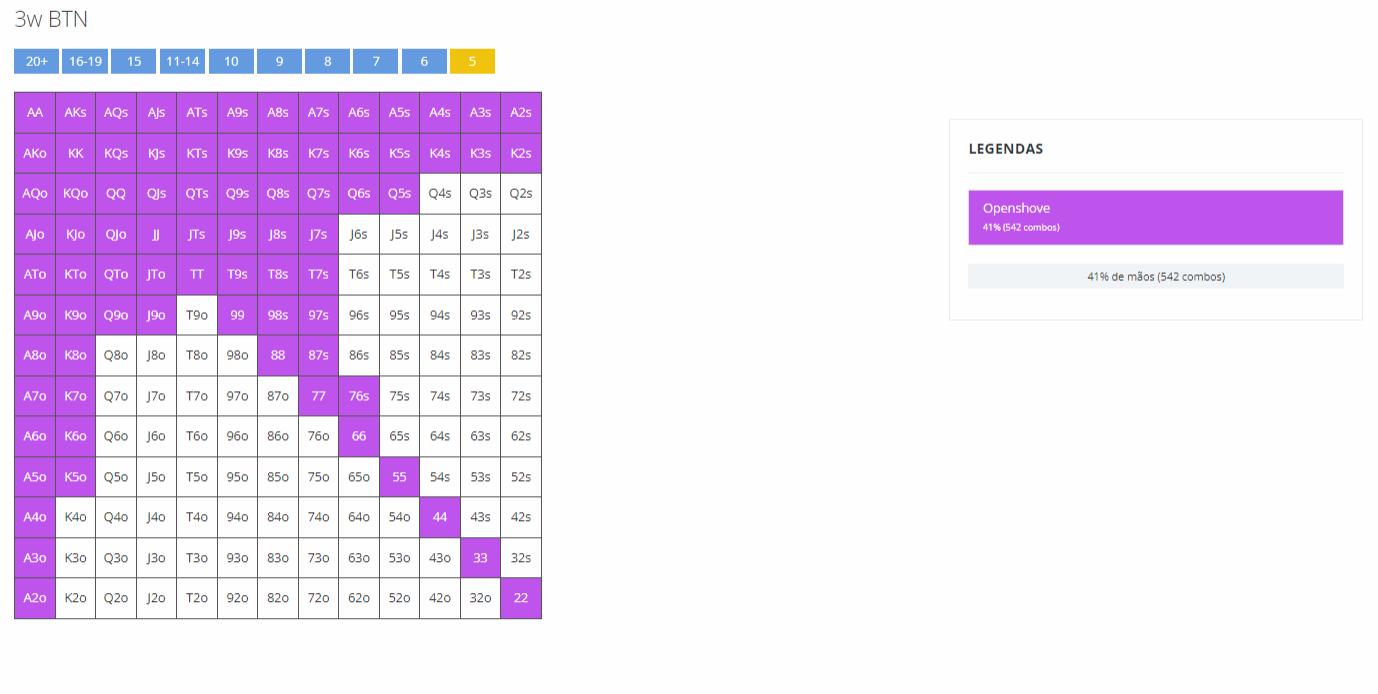 3w BTN
20+ 16-19 15 11-14 10 9 8 7 6 5
AA AKs AQs AJs ATs A9s A8s A7s A6s A5s A4s A3s A2s
AKo KK KQs KJs KTs K9s K8s K7s K6s K5s K4s K3s K2s
AQo KQo QQ QJs QTs Q9s Q8s Q7s Q6s Q5s Q4s Q3s Q2s
AJo KJo QJo JJ JTs J9s J8s J7s J6s J5s J4s J3s J2s
ATo KTo QTo JTo TT T9s T8s T7s T6s T5s T4s T3s T2s
A9o K9o Q9o J9o T9o 99 98s 97s 96s 95s 94s 93s 92s
A8o K8o Q8o J8o T8o 98o 88 87s 86s 85s 84s 83s 82s
A7o K7o Q7o J7o T7o 97o 87o 77 76s 75s 74s 73s 72s
A6o K6o Q6o J6o T6o 96o 86o 76o 66 65s 64s 63s 62s
A5o K5o Q5o J5o T5o 95o 85o 75o 65o 55 54s 53s 52s
A4o K4o Q4o J4o T4o 94o 84o 74o 64o 54o 44 43s 42s
A3o K3o Q3o J3o T3o 93o 83o 73o 63o 53o 43o 33 32s
A2o K2o Q2o J2o T2o 92o 82o 72o 62o 52o 42o 32o 22
LEGENDAS
Openshove
41% (542 combos)
41% de mãos (542 combos)